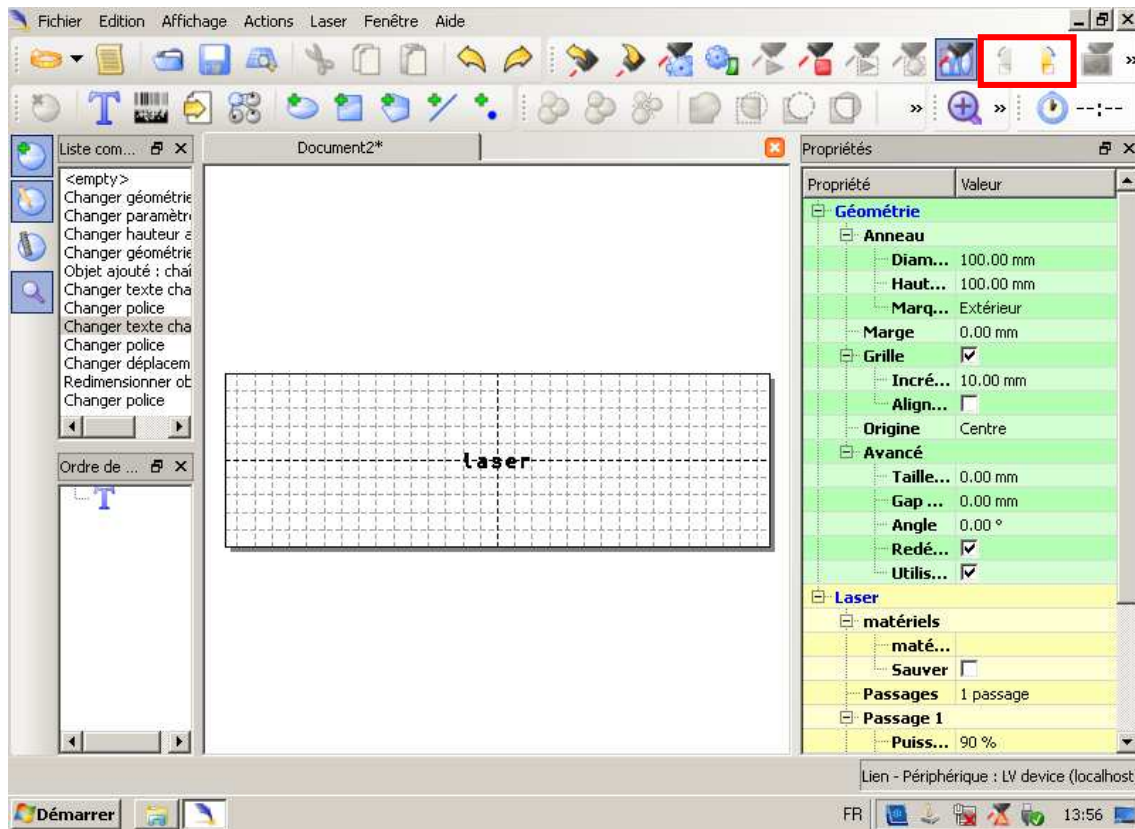 Fichier Edition Affichage Actions Laser Fenêtre Aide
» 
» » --:--
Liste com...
<empty>
Changer géométrie
Changer paramètr
Changer hauteur a
Changer géométrie
Objet ajouté : chaî
Changer texte cha
Changer police
Changer texte cha
Changer police
Changer déplacem
Redimensionner ob
Changer police
Ordre de ...
T
Document2*
laser
Propriétés
Propriété Valeur
Géométrie
Anneau
Diam... 100.00 mm
Haut... 100.00 mm
Marq... Extérieur
Marge 0.00 mm
Grille
Incré... 10.00 mm
Align...
Origine Centre
Avancé
Taille... 0.00 mm
Gap ... 0.00 mm
Angle 0.00 °
Redé...
Utilis...
Laser
matériels
maté...
Sauver
Passages 1 passage
Passage 1
Puiss... 90 %
Lien - Périphérique : LV device (localhost
Démarrer FR 13:56